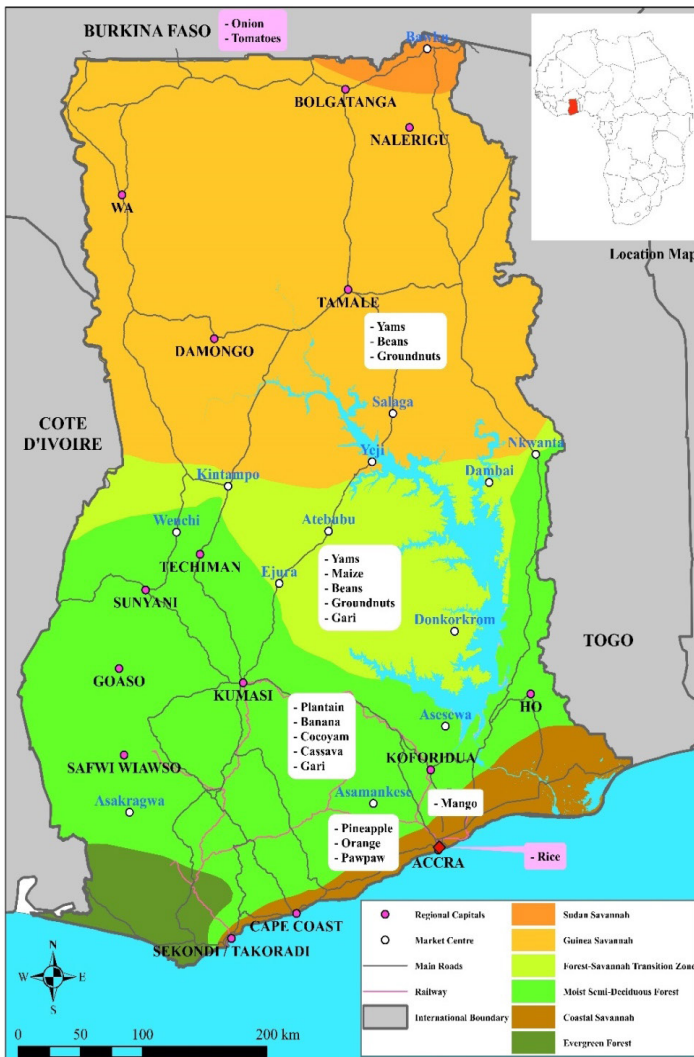 BURKINA FASO
- Onion
- Tomatoes
Bawku
BOLGATANGA
NALERIGU
WA
Location Map
TAMALE
DAMONGO
- Yams
- Beans
- Groundnuts
COTE
D'IVOIRE
Salaga
Yeji
Nkwanta
Kintampo
Dambai
Wenchi
Atebubu
TECHIMAN
Ejura
- Yams
- Maize
- Beans
- Groundnuts
- Gari
SUNYANI
Donkorkrom
TOGO
GOASO
KUMASI
HO
- Plantain
- Banana
- Cocoyam
- Cassava
- Gari
Asesewa
SAFWI WIAWSO
KOFORIDUA
Asakragwa
Asamankese
- Mango
- Pineapple
- Orange
- Pawpaw
ACCRA
- Rice
CAPE COAST
SEKONDI / TAKORADI
N
W
E
S
0
50
100
200 km
Regional Capitals
Market Centre
Main Roads
Railway
International Boundary
Sudan Savannah
Guinea Savannah
Forest-Savannah Transition Zone
Moist Semi-Deciduous Forest
Coastal Savannah
Evergreen Forest